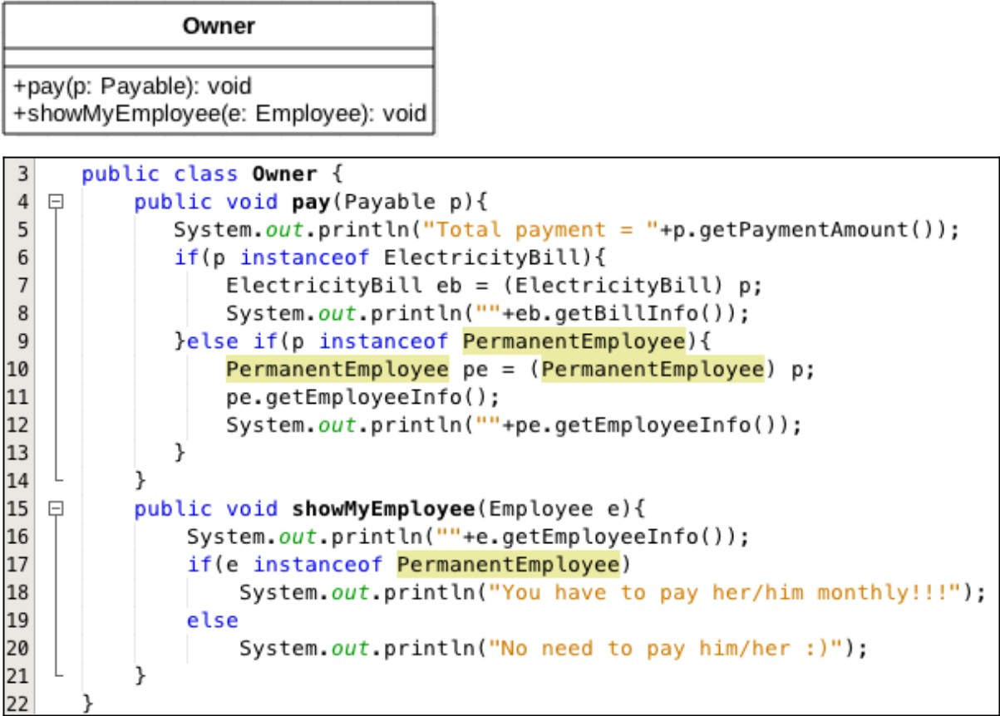 Owner
+pay(p: Payable): void
+showMyEmployee(e: Employee): void
3 public class Owner {
4 public void pay(Payable p){
5 System.out.println("Total payment = "+p.getPaymentAmount());
6 if(p instanceof ElectricityBill){
7 ElectricityBill eb = (ElectricityBill) p;
8 System.out.println(""+eb.getBillInfo());
9 }else if(p instanceof PermanentEmployee){
10 PermanentEmployee pe = (PermanentEmployee) p;
11 pe.getEmployeeInfo();
12 System.out.println(""+pe.getEmployeeInfo());
13 }
14 }
15 public void showMyEmployee(Employee e){
16 System.out.println(""+e.getEmployeeInfo());
17 if(e instanceof PermanentEmployee)
18 System.out.println("You have to pay her/him monthly!!!");
19 else
20 System.out.println("No need to pay him/her :)");
21 }
22 }